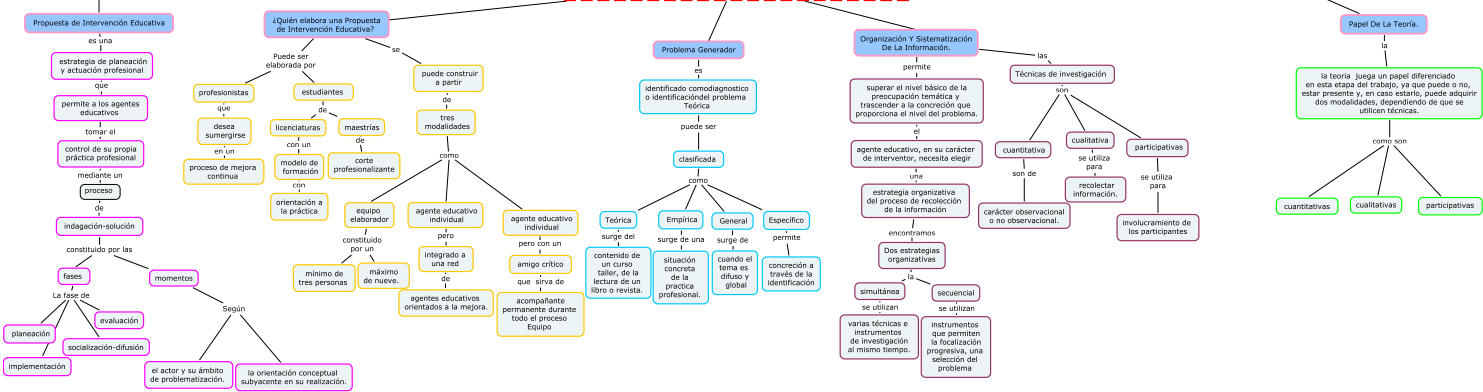 Propuesta de Intervención Educativa
es una
estrategia de planeación
y actuación profesional
que
permite a los agentes
educativos
tomar el
control de su propia
práctica profesional
mediante un
proceso
de
indagación-solución
constituido por las
fases
momentos
La fase de
planeación
evaluación
socialización-difusión
implementación
Según
el actor y su ámbito
de problematización.
la orientación conceptual
subyacente en su realización.
¿Quién elabora una Propuesta
de Intervención Educativa?
Puede ser
elaborada por
profesionistas
que
desea
sumergirse
en un
proceso de mejora
continua
estudiantes
de
licenciaturas
con un
modelo de
formación
con
orientación a
la práctica
maestrías
de
corte
profesionalizante
se
puede construir
a partir
de
tres
modalidades
como
equipo
elaborador
constituido
por un
mínimo de
tres personas
máximo
de nueve.
agente educativo
individual
pero
integrado a
una red
de
agentes educativos
orientados a la mejora.
agente educativo
individual
pero con un
amigo crítico
que sirva de
acompañante
permanente durante
todo el proceso
Equipo
Problema Generador
es
identificado comodiagnostico
o identificacióndel problema
Teórica
puede ser
clasificada
como
Teórica
surge del
contenido de
un curso
taller, de la
lectura de un
libro o revista.
Empírica
surge de una
situación
concreta
de la
practica
profesional.
General
surge de
cuando el
tema es
difuso y
global
Específico
permite
concreción a
través de la
identificación
Organización Y Sistematización
De La Información.
permite
superar el nivel básico de la
preocupación temática y
trascender a la concreción que
proporciona el nivel del problema.
el
agente educativo, en su carácter
de interventor, necesita elegir
una
estrategia organizativa
del proceso de recolección
de la información
encontramos
Dos estrategias
organizativas
la
simultánea
se utilizan
varias técnicas e
instrumentos
de investigación
al mismo tiempo.
secuencial
se utilizan
instrumentos
que permiten
la focalización
progresiva, una
selección del
problema
las
Técnicas de investigación
son
cuantitativa
son de
carácter observacional
o no observacional.
cualitativa
se utiliza
para
recolectar
información.
participativas
se utiliza
para
involucramiento de
los participantes
Papel De La Teoría.
la
la teoria juega un papel diferenciado
en esta etapa del trabajo, ya que puede o no,
estar presente y, en caso estarlo, puede adquirir
dos modalidades, dependiendo de que se
utilicen técnicas.
como son
cuantitativas
cualitativas
participativas